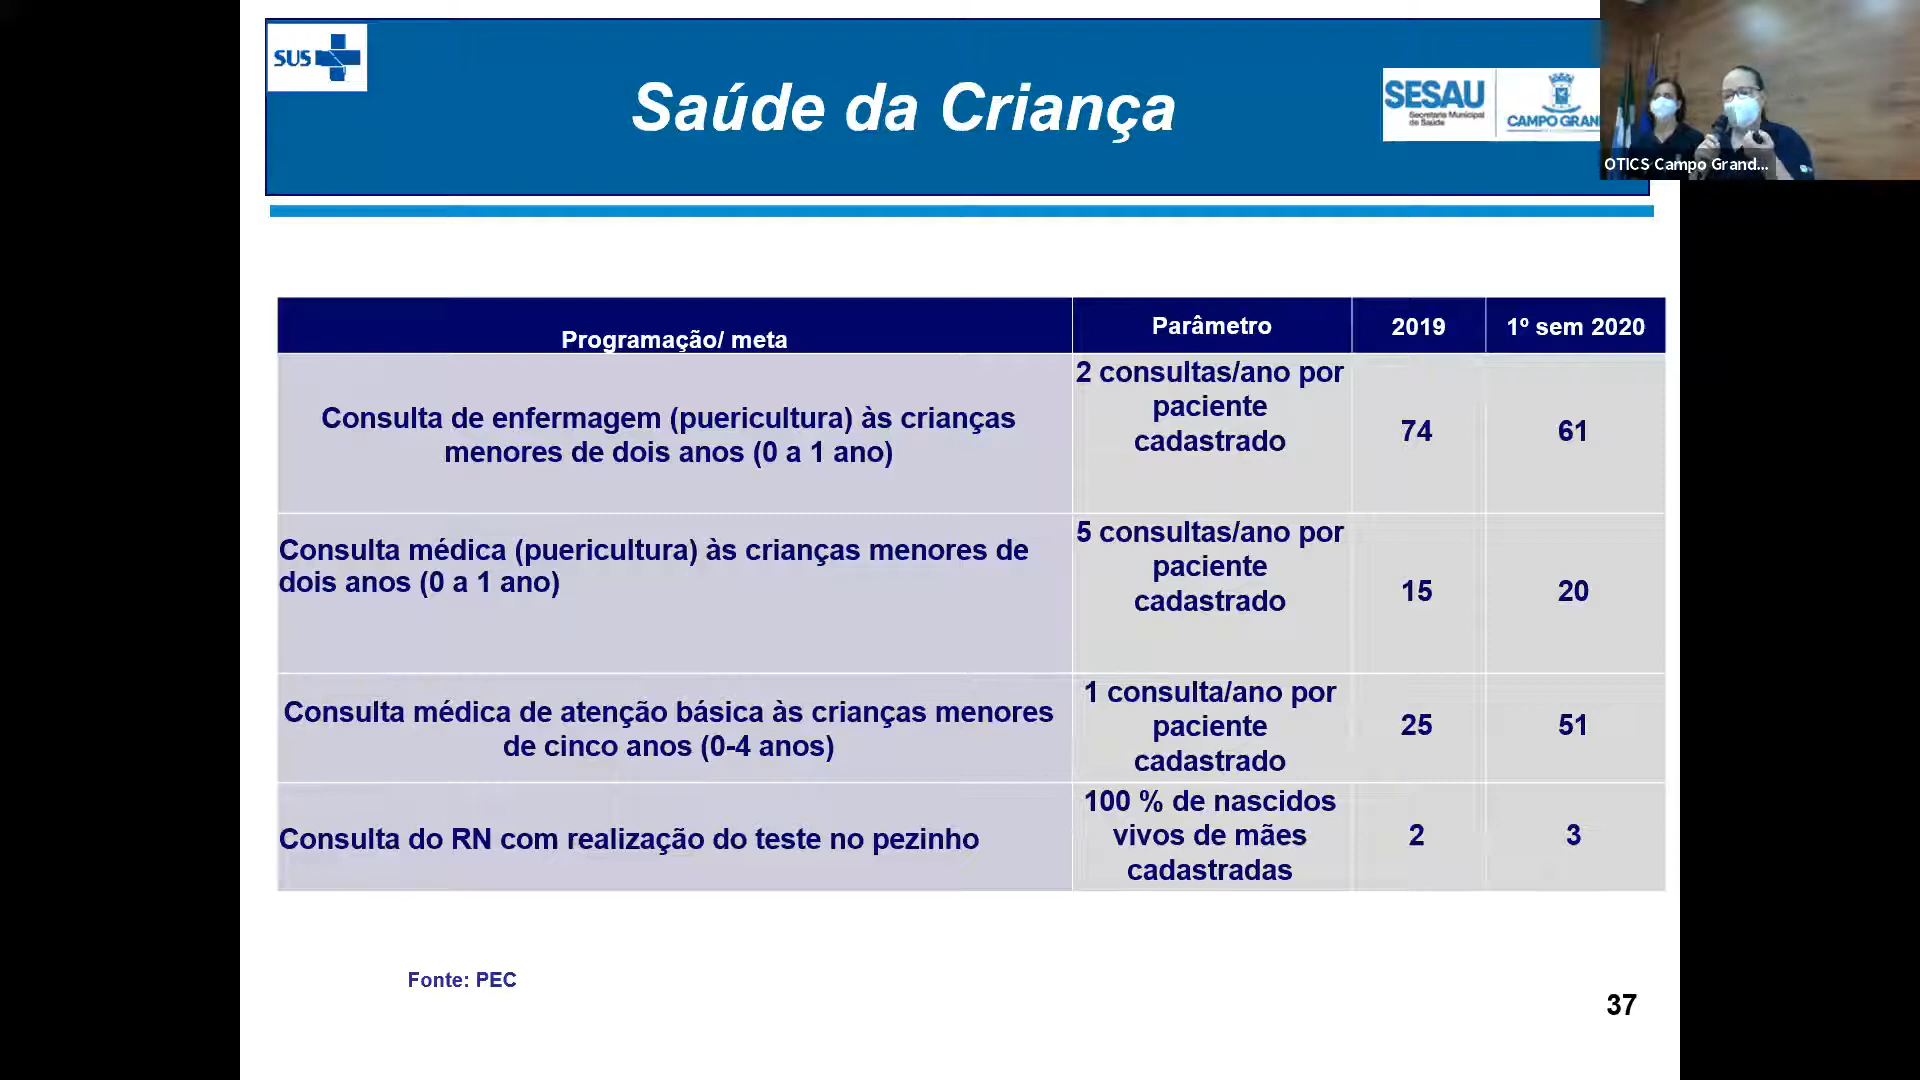 SUS
Saúde da Criança
SESAU
Secretaria Municipal
de Saúde
CAMPO GRAN
OTICS Campo Grand...
Programação/ meta
Parâmetro
2019
1º sem 2020
Consulta de enfermagem (puericultura) às crianças
menores de dois anos (0 a 1 ano)
2 consultas/ano por
paciente
cadastrado
74
61
Consulta médica (puericultura) às crianças menores de
dois anos (0 a 1 ano)
5 consultas/ano por
paciente
cadastrado
15
20
Consulta médica de atenção básica às crianças menores
de cinco anos (0-4 anos)
1 consulta/ano por
paciente
cadastrado
25
51
Consulta do RN com realização do teste no pezinho
100 % de nascidos
vivos de mães
cadastradas
2
3
Fonte: PEC
37